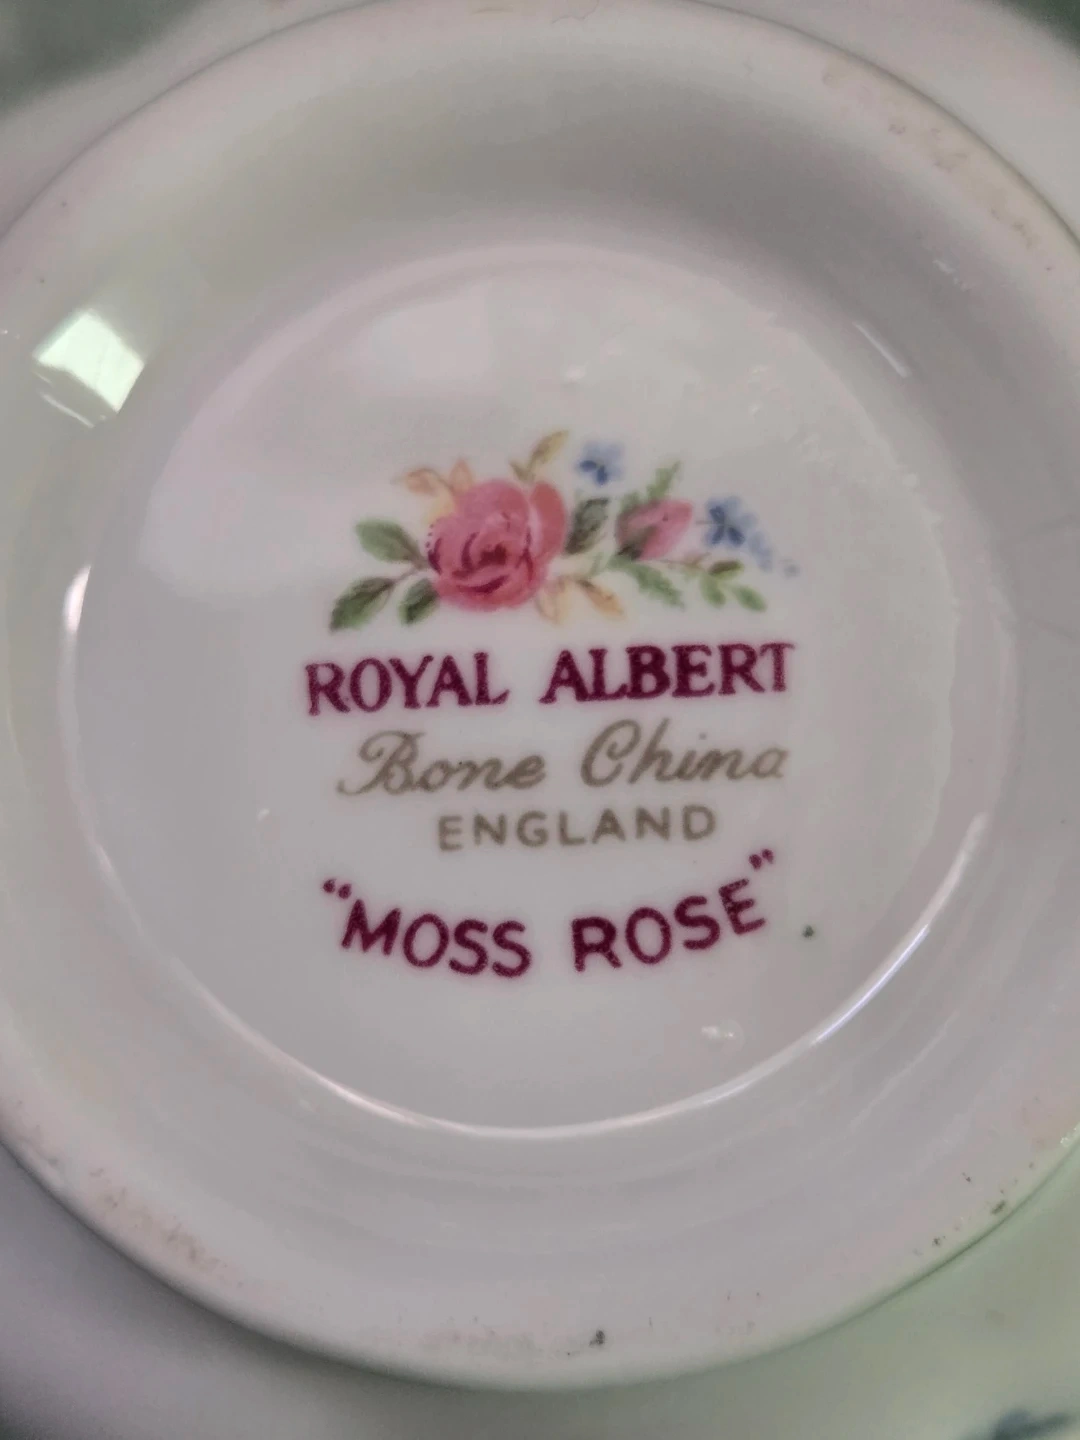 ROYAL ALBERT
Bone China
ENGLAND
"MOSS ROSE"